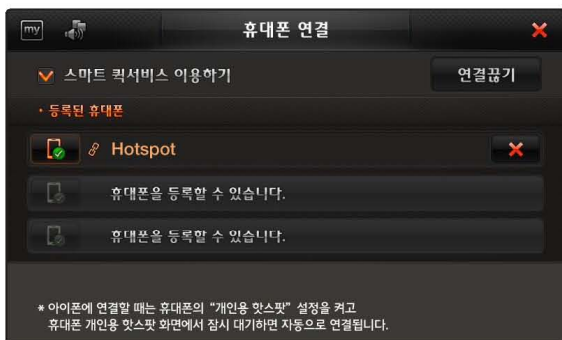 my
휴대폰 연결
스마트 퀵서비스 이용하기
연결끊기
• 등록된 휴대폰
Hotspot
휴대폰을 등록할 수 있습니다.
휴대폰을 등록할 수 있습니다.
* 아이폰에 연결할 때는 휴대폰의 “개인용 핫스팟” 설정을 켜고
휴대폰 개인용 핫스팟 화면에서 잠시 대기하면 자동으로 연결됩니다.